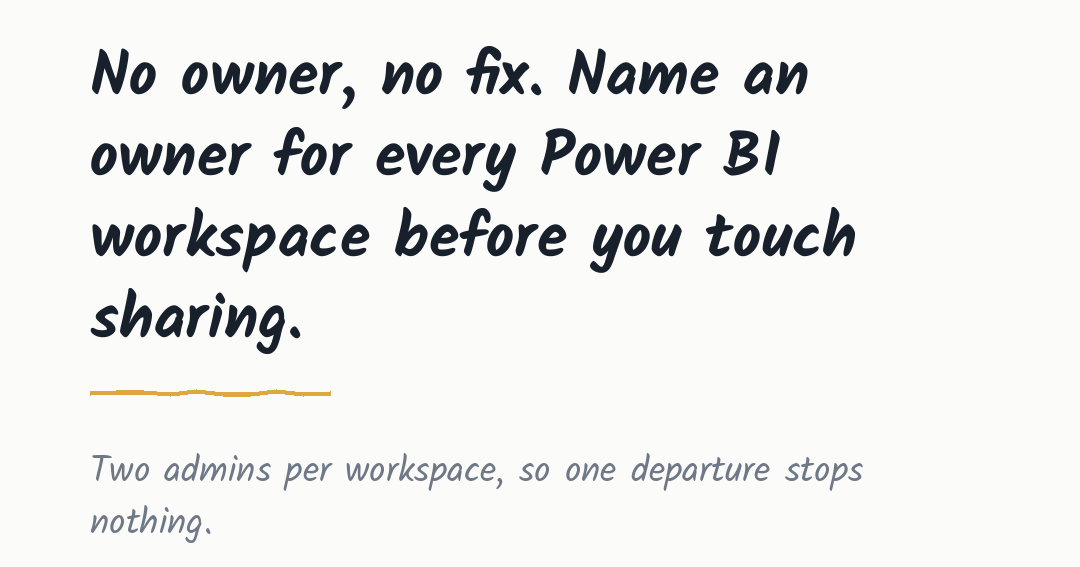 No owner, no fix. Name an
owner for every Power BI
workspace before you touch
sharing.
Two admins per workspace, so one departure stops
nothing.